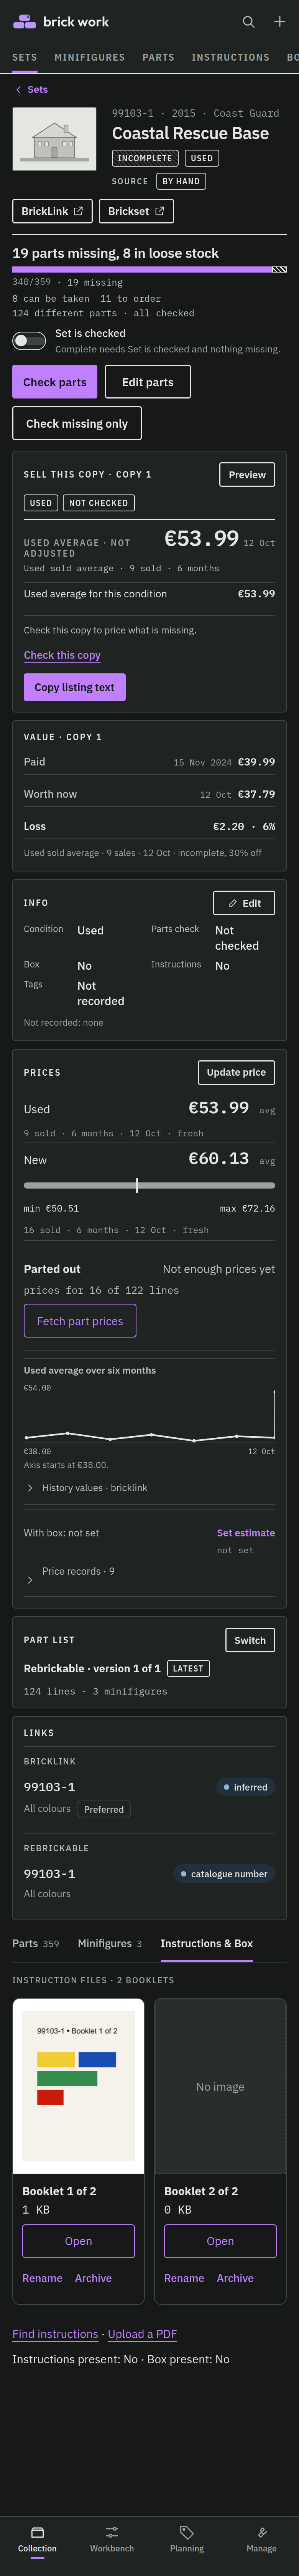 brick work
SETS MINIFIGURES PARTS INSTRUCTIONS BO
Sets
99103-1 · 2015 · Coast Guard
Coastal Rescue Base
INCOMPLETE USED
SOURCE BY HAND
BrickLink Brickset
19 parts missing, 8 in loose stock
340/359 · 19 missing
8 can be taken 11 to order
124 different parts · all checked
Set is checked
Complete needs Set is checked and nothing missing.
Check parts Edit parts
Check missing only
SELL THIS COPY · COPY 1 Preview
USED NOT CHECKED
USED AVERAGE · NOT ADJUSTED €53.99 12 Oct
Used sold average · 9 sold · 6 months
Used average for this condition €53.99
Check this copy to price what is missing.
Check this copy
Copy listing text
VALUE · COPY 1
Paid 15 Nov 2024 €39.99
Worth now 12 Oct €37.79
Loss €2.20 · 6%
Used sold average · 9 sales · 12 Oct · incomplete, 30% off
INFO Edit
Condition Used Parts check Not checked
Box No Instructions No
Tags Not recorded
Not recorded: none
PRICES Update price
Used €53.99 avg
9 sold · 6 months · 12 Oct · fresh
New €60.13 avg
min €50.51 max €72.16
16 sold · 6 months · 12 Oct · fresh
Parted out Not enough prices yet
prices for 16 of 122 lines
Fetch part prices
Used average over six months
€54.00
€38.00 12 Oct
Axis starts at €38.00.
History values · bricklink
With box: not set Set estimate
not set
Price records · 9
PART LIST Switch
Rebrickable · version 1 of 1 LATEST
124 lines · 3 minifigures
LINKS
BRICKLINK
99103-1 inferred
All colours Preferred
REBRICKABLE
99103-1 catalogue number
All colours
Parts 359 Minifigures 3 Instructions & Box
INSTRUCTION FILES · 2 BOOKLETS
99103-1 • Booklet 1 of 2
No image
Booklet 1 of 2 Booklet 2 of 2
1 KB 0 KB
Open Open
Rename Archive Rename Archive
Find instructions · Upload a PDF
Instructions present: No · Box present: No
Collection Workbench Planning Manage